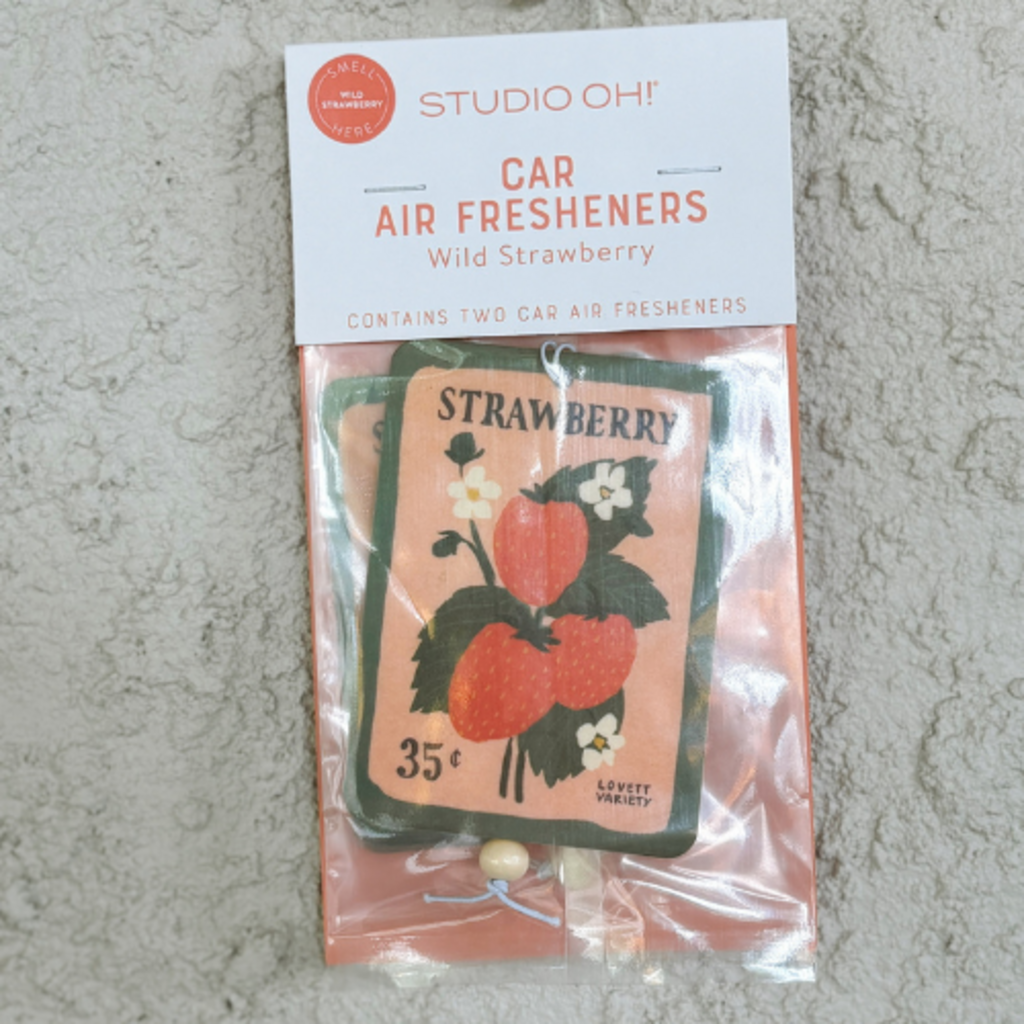 SMELL
WILD
STRAWBERRY
HERE
STUDIO OH!®
CAR
AIR FRESHENERS
Wild Strawberry
CONTAINS TWO CAR AIR FRESHENERS
S
STRAWBERRY
35¢
LOVETT
VARIETY